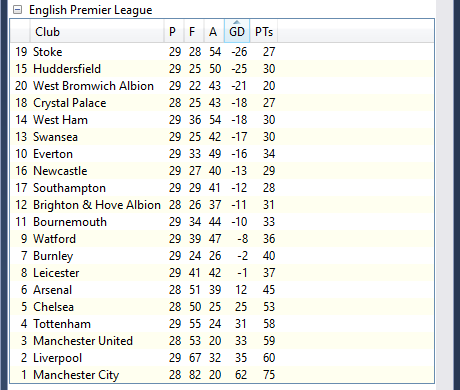 English Premier League
Club P F A GD PTs
19 Stoke 29 28 54 -26 27
15 Huddersfield 29 25 50 -25 30
20 West Bromwich Albion 29 22 43 -21 20
18 Crystal Palace 28 25 43 -18 27
14 West Ham 29 36 54 -18 30
13 Swansea 29 25 42 -17 30
10 Everton 29 33 49 -16 34
16 Newcastle 29 27 40 -13 29
17 Southampton 29 29 41 -12 28
12 Brighton & Hove Albion 28 26 37 -11 31
11 Bournemouth 29 34 44 -10 33
9 Watford 29 39 47 -8 36
7 Burnley 29 24 26 -2 40
8 Leicester 29 41 42 -1 37
6 Arsenal 28 51 39 12 45
5 Chelsea 28 50 25 25 53
4 Tottenham 29 55 24 31 58
3 Manchester United 28 53 20 33 59
2 Liverpool 29 67 32 35 60
1 Manchester City 28 82 20 62 75